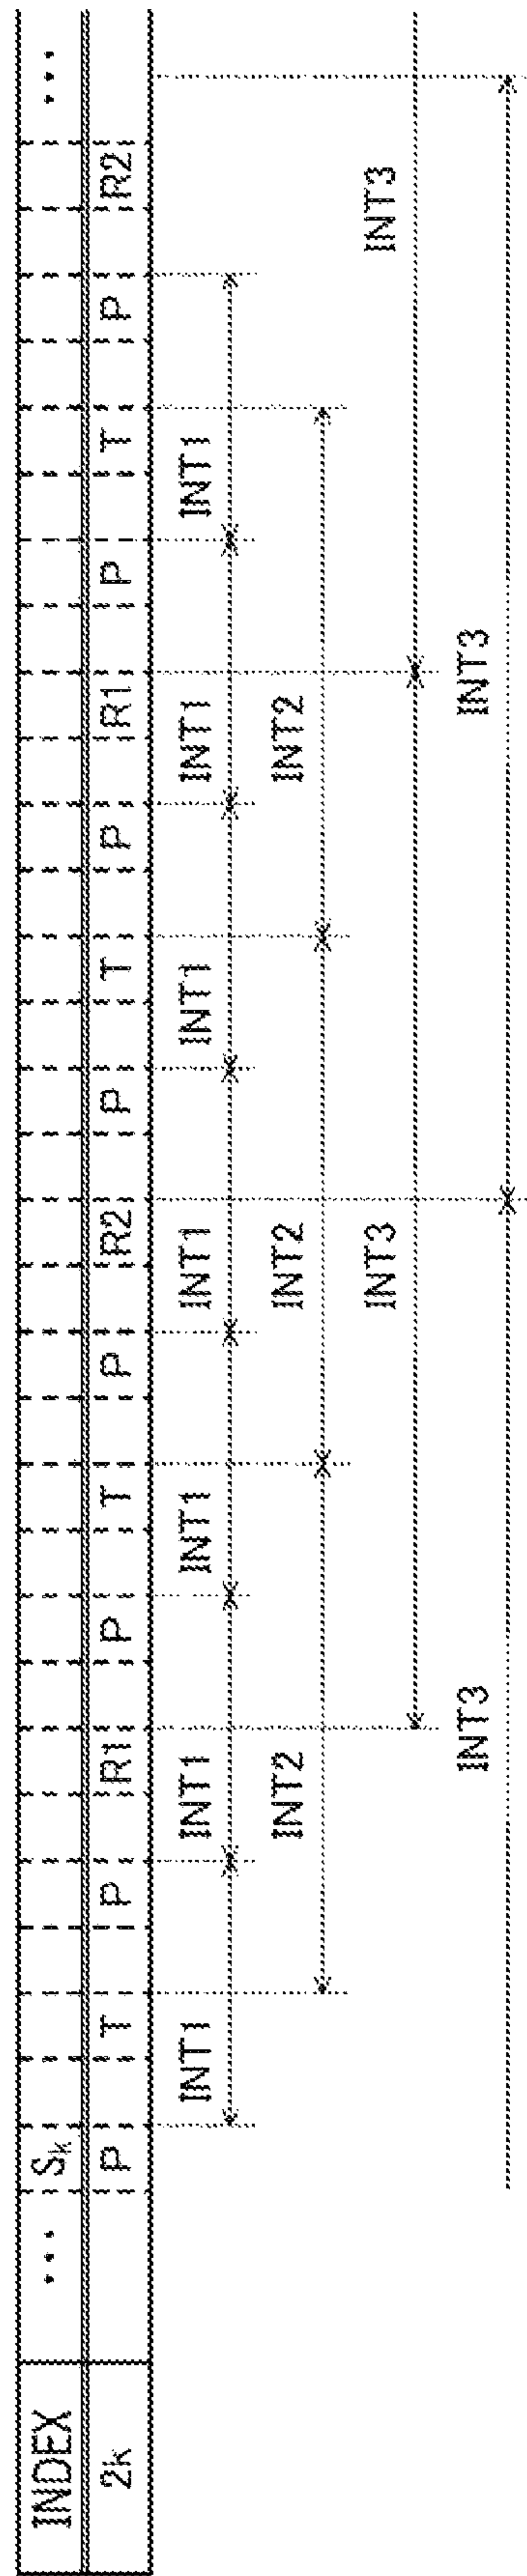 INDEX ... Sk ...
2k P T P R1 P T P R2 P T P R1 P T P R2
INT1 INT1 INT1 INT1 INT1 INT1 INT1
INT2 INT2 INT2
INT3 INT3
INT3 INT3